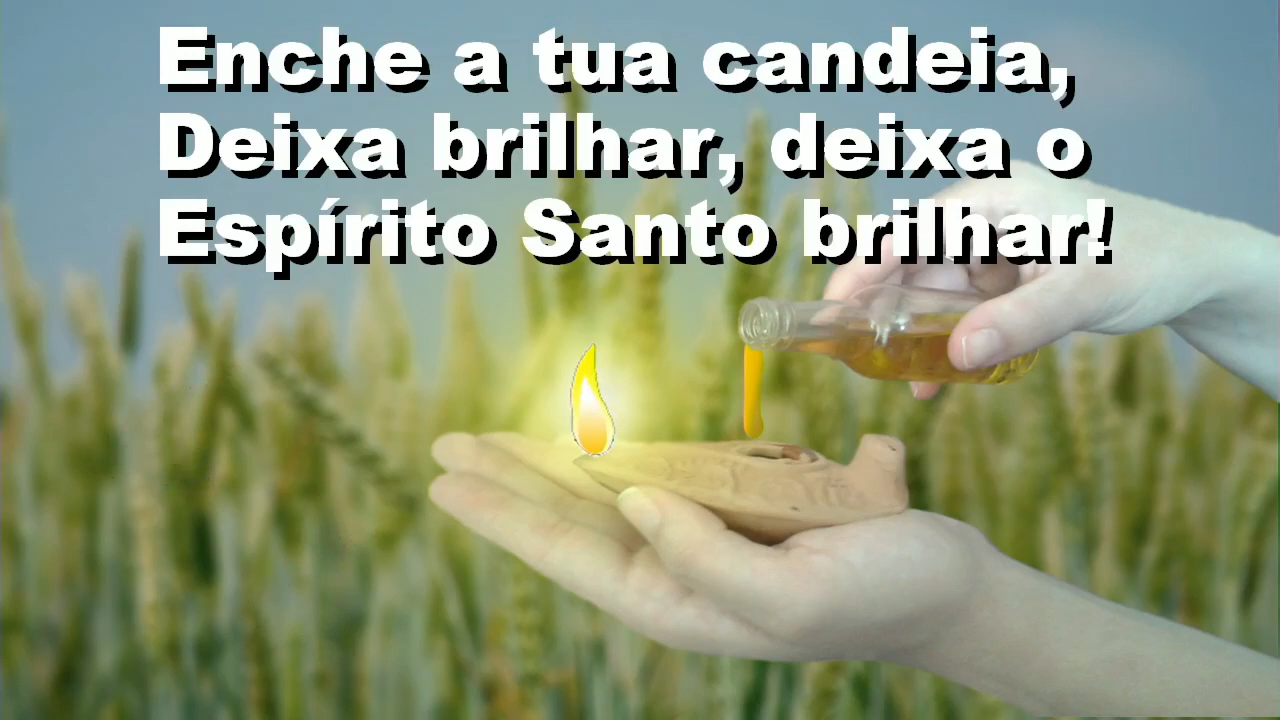 Enche a tua candeia,
Deixa brilhar, deixa o
Espírito Santo brilhar!